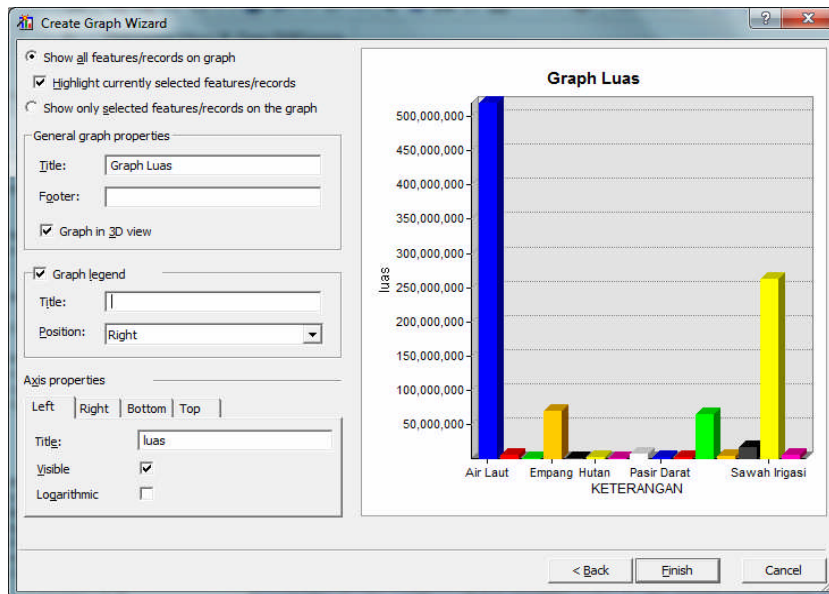 Create Graph Wizard
Show all features/records on graph
Highlight currently selected features/records
Show only selected features/records on the graph
General graph properties
Title: Graph Luas
Footer:
Graph in 3D view
Graph legend
Title:
Position: Right
Axis properties
Left Right Bottom Top
Title: luas
Visible
Logarithmic
Graph Luas
500,000,000
450,000,000
400,000,000
350,000,000
300,000,000
250,000,000
200,000,000
150,000,000
100,000,000
50,000,000
luas
Air Laut Empang Hutan Pasir Darat Sawah Irigasi
KETERANGAN
< Back Finish Cancel